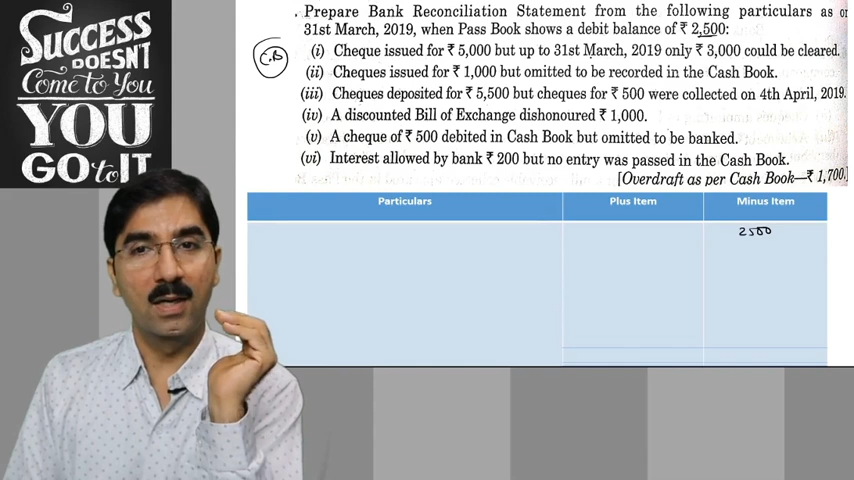 SUCCESS
DOESN'T
Come to You
YOU
GO to IT
. Prepare Bank Reconciliation Statement from the following particulars as on
31st March, 2019, when Pass Book shows a debit balance of ₹ 2,500:
C.B
(i) Cheque issued for ₹ 5,000 but up to 31st March, 2019 only ₹ 3,000 could be cleared.
(ii) Cheques issued for ₹ 1,000 but omitted to be recorded in the Cash Book.
(iii) Cheques deposited for ₹ 5,500 but cheques for ₹ 500 were collected on 4th April, 2019.
(iv) A discounted Bill of Exchange dishonoured ₹ 1,000.
(v) A cheque of ₹ 500 debited in Cash Book but omitted to be banked.
(vi) Interest allowed by bank ₹ 200 but no entry was passed in the Cash Book.
[Overdraft as per Cash Book—₹ 1,700.]
Particulars Plus Item Minus Item
2500